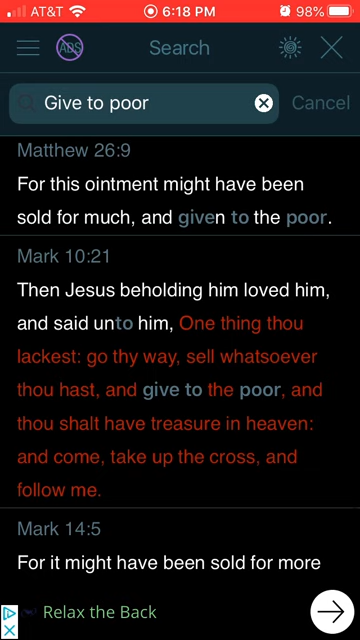 AT&T 6:18 PM 98%
ADS Search
Give to poor Cancel
Matthew 26:9
For this ointment might have been
sold for much, and given to the poor.
Mark 10:21
Then Jesus beholding him loved him,
and said unto him, One thing thou
lackest: go thy way, sell whatsoever
thou hast, and give to the poor, and
thou shalt have treasure in heaven:
and come, take up the cross, and
follow me.
Mark 14:5
For it might have been sold for more
Relax the Back